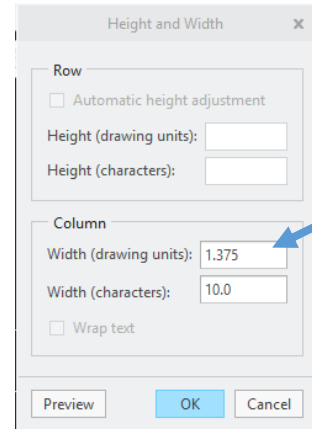 Height and Width x
Row
Automatic height adjustment
Height (drawing units):
Height (characters):
Column
Width (drawing units): 1.375
Width (characters): 10.0
Wrap text
Preview OK Cancel